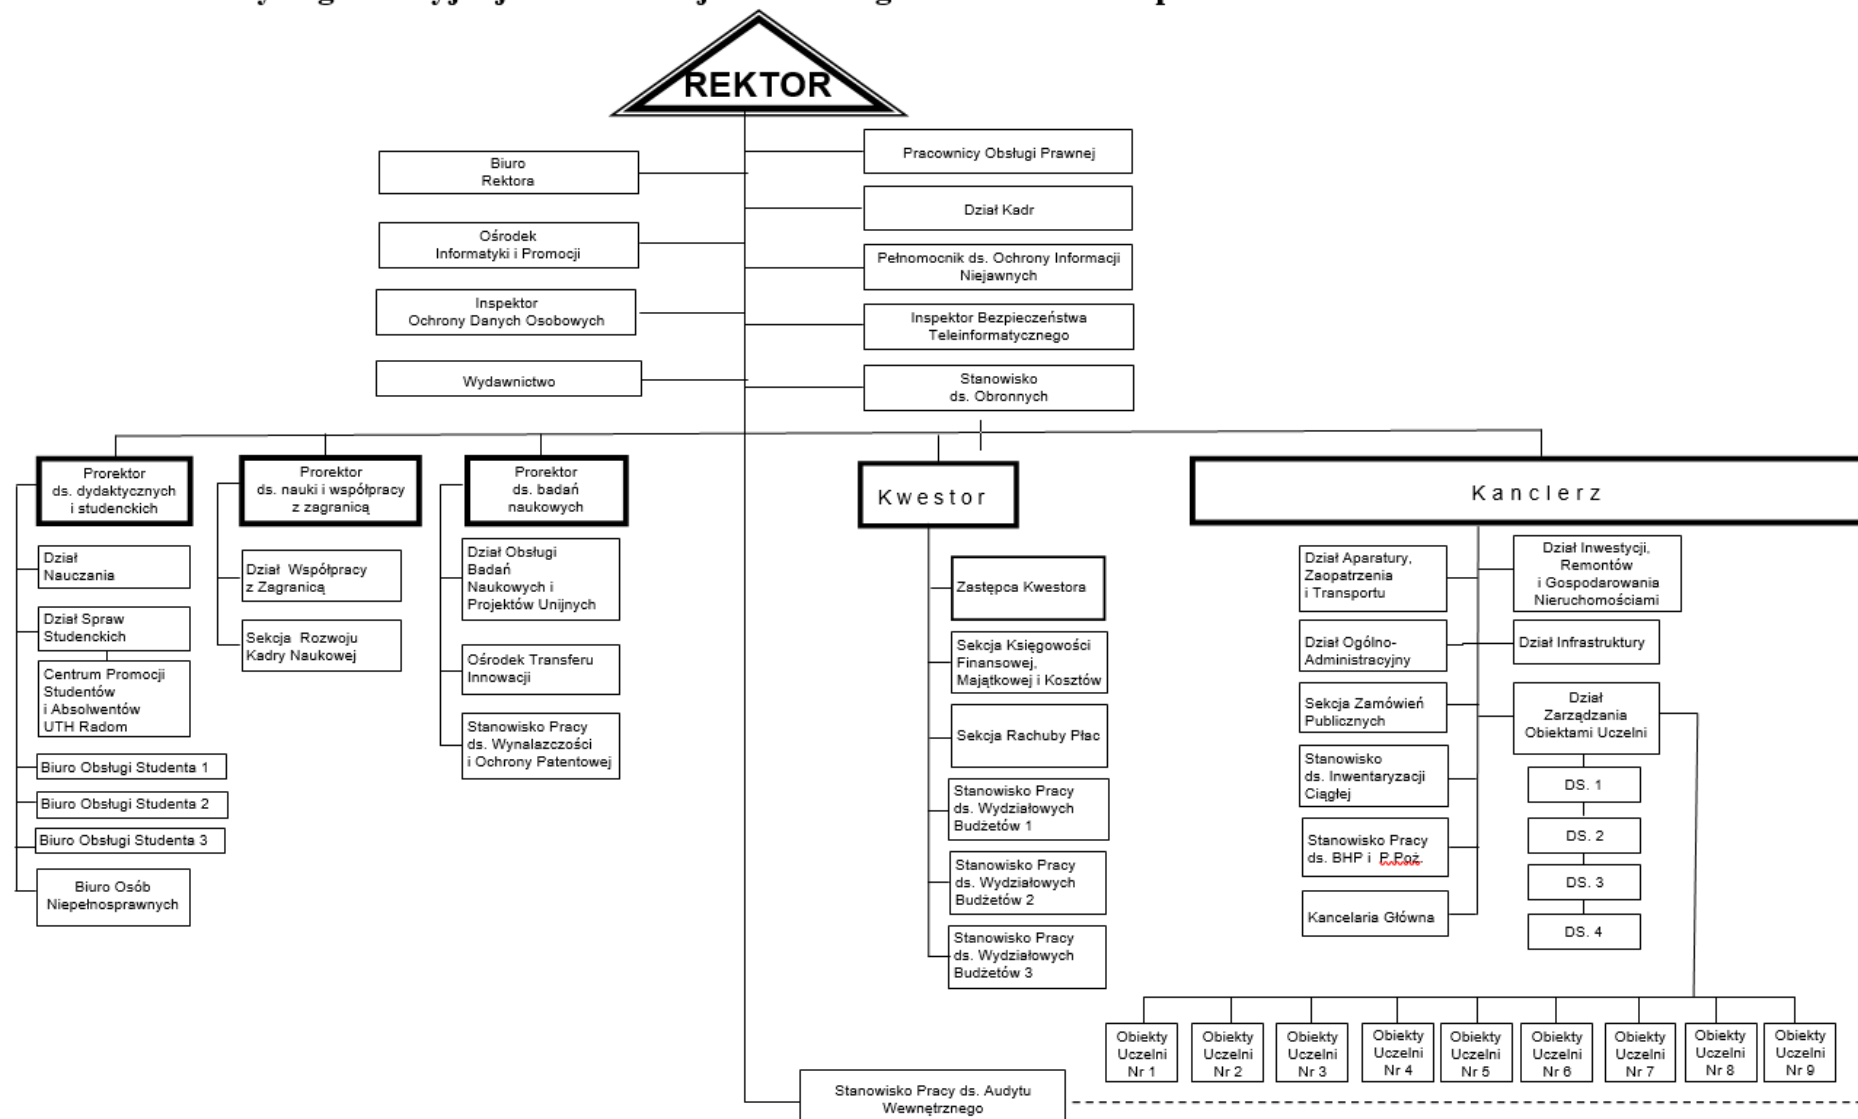 REKTOR
Biuro
Rektora
Ośrodek
Informatyki i Promocji
Inspektor
Ochrony Danych Osobowych
Wydawnictwo
Pracownicy Obsługi Prawnej
Dział Kadr
Pełnomocnik ds. Ochrony Informacji
Niejawnych
Inspektor Bezpieczeństwa
Teleinformatycznego
Stanowisko
ds. Obronnych
Prorektor
ds. dydaktycznych
i studenckich
Dział
Nauczania
Dział Spraw
Studenckich
Centrum Promocji
Studentów
i Absolwentów
UTH Radom
Biuro Obsługi Studenta 1
Biuro Obsługi Studenta 2
Biuro Obsługi Studenta 3
Biuro Osób
Niepełnosprawnych
Prorektor
ds. nauki i współpracy
z zagranicą
Dział Współpracy
z Zagranicą
Sekcja Rozwoju
Kadry Naukowej
Prorektor
ds. badań
naukowych
Dział Obsługi
Badań
Naukowych i
Projektów Unijnych
Ośrodek Transferu
Innowacji
Stanowisko Pracy
ds. Wynalazczości
i Ochrony Patentowej
Kwestor
Zastępca Kwestora
Sekcja Księgowości
Finansowej,
Majątkowej i Kosztów
Sekcja Rachuby Płac
Stanowisko Pracy
ds. Wydziałowych
Budżetów 1
Stanowisko Pracy
ds. Wydziałowych
Budżetów 2
Stanowisko Pracy
ds. Wydziałowych
Budżetów 3
Kanclerz
Dział Aparatury,
Zaopatrzenia
i Transportu
Dział Ogólno-
Administracyjny
Sekcja Zamówień
Publicznych
Stanowisko
ds. Inwentaryzacji
Ciągłej
Stanowisko Pracy
ds. BHP i P.Poż.
Kancelaria Główna
Dział Inwestycji,
Remontów
i Gospodarowania
Nieruchomościami
Dział Infrastruktury
Dział
Zarządzania
Obiektami Uczelni
DS. 1
DS. 2
DS. 3
DS. 4
Obiekty
Uczelni
Nr 1
Obiekty
Uczelni
Nr 2
Obiekty
Uczelni
Nr 3
Obiekty
Uczelni
Nr 4
Obiekty
Uczelni
Nr 5
Obiekty
Uczelni
Nr 6
Obiekty
Uczelni
Nr 7
Obiekty
Uczelni
Nr 8
Obiekty
Uczelni
Nr 9
Stanowisko Pracy ds. Audytu
Wewnętrznego